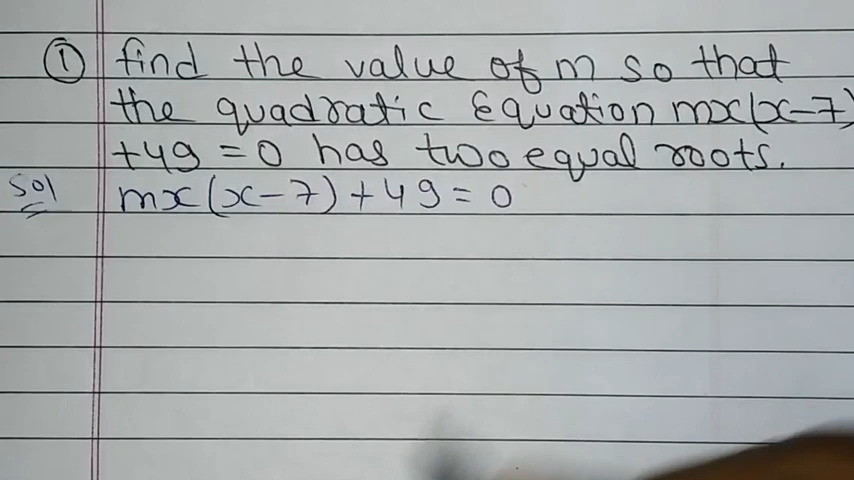 ① find the value of m so that
the quadratic Equation mx(x-7)
+49=0 has two equal roots.
Sol mx(x-7)+49=0